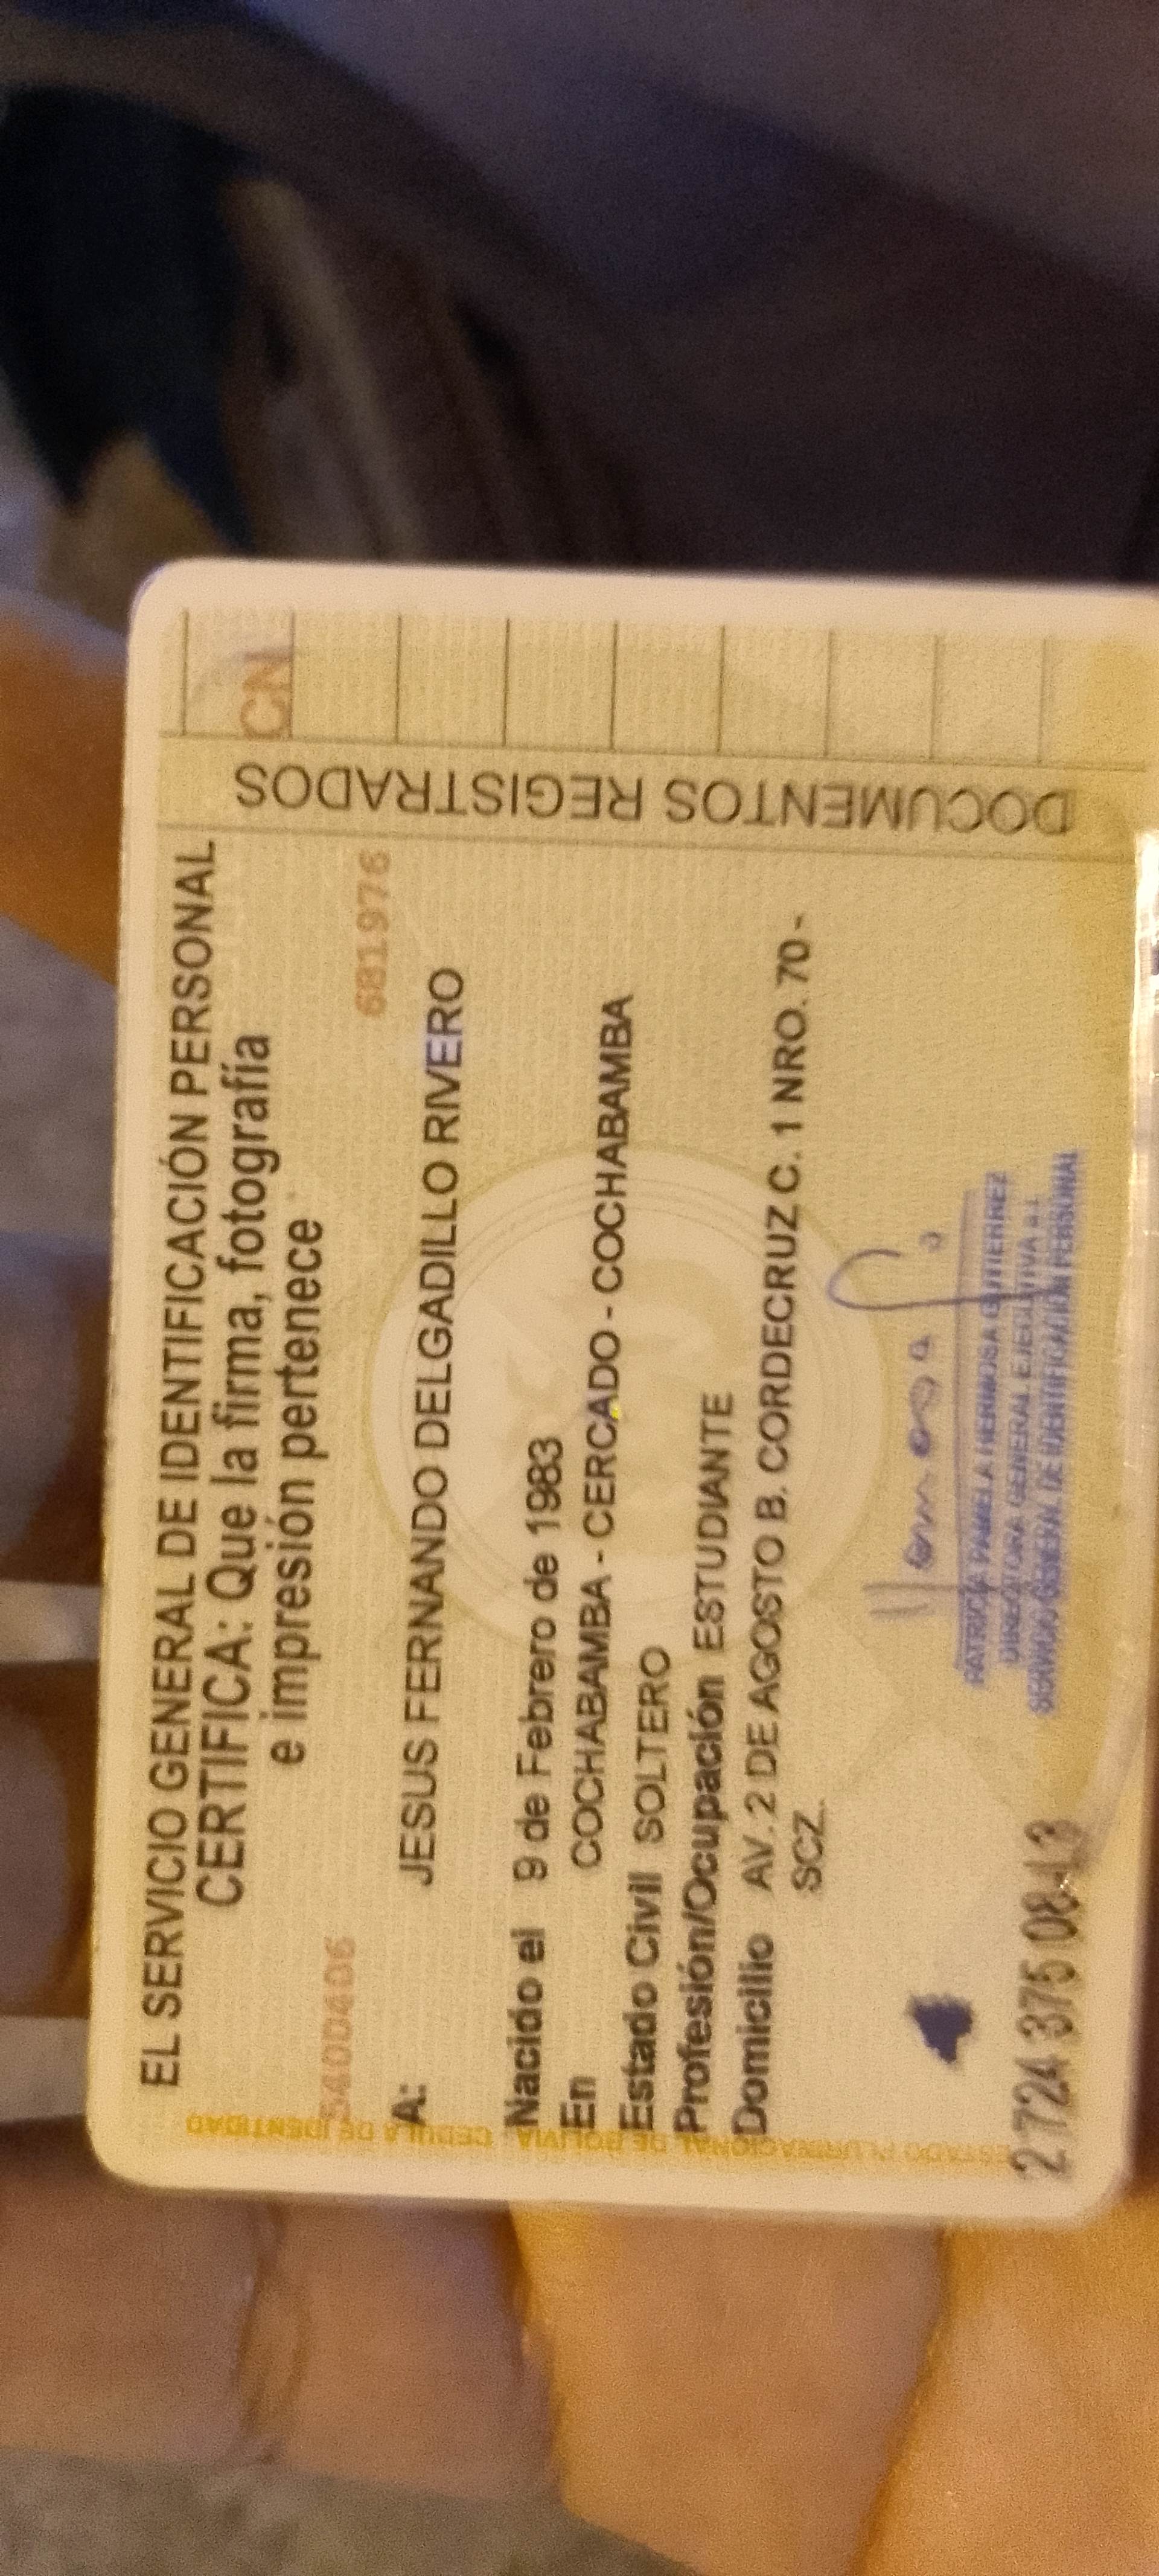 EL SERVICIO GENERAL DE IDENTIFICACIÓN PERSONAL
CERTIFICA: Que la firma, fotografía
e impresión pertenece
5400406
681976
A: JESUS FERNANDO DELGADILLO RIVERO
Nacido el 9 de Febrero de 1983
En COCHABAMBA - CERCADO - COCHABAMBA
Estado Civil SOLTERO
Profesión/Ocupación ESTUDIANTE
Domicilio AV. 2 DE AGOSTO B. CORDECRUZ C. 1 NRO. 70 -
SCZ.
PATRICIA PAMELA HERMOSA GUTIERREZ
DIRECTORA GENERAL EJECUTIVA a.i.
SERVICIO GENERAL DE IDENTIFICACIÓN PERSONAL
2724 375 08 13
DOCUMENTOS REGISTRADOS
CN
ESTADO PLURINACIONAL DE BOLIVIA - CEDULA DE IDENTIDAD